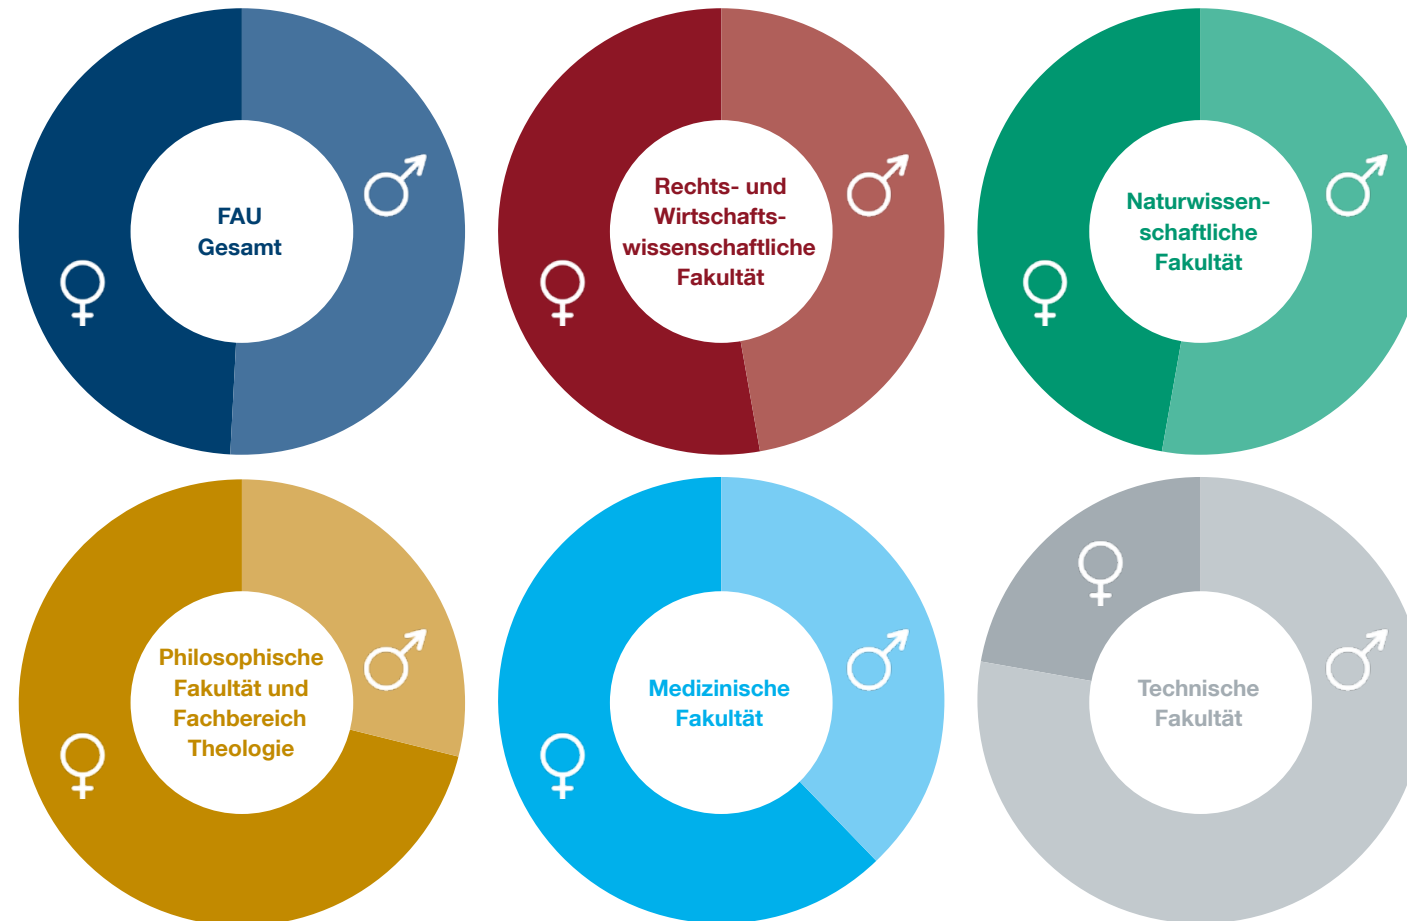 FAU
Gesamt
Rechts- und
Wirtschafts-
wissenschaftliche
Fakultät
Naturwissen-
schaftliche
Fakultät
Philosophische
Fakultät und
Fachbereich
Theologie
Medizinische
Fakultät
Technische
Fakultät